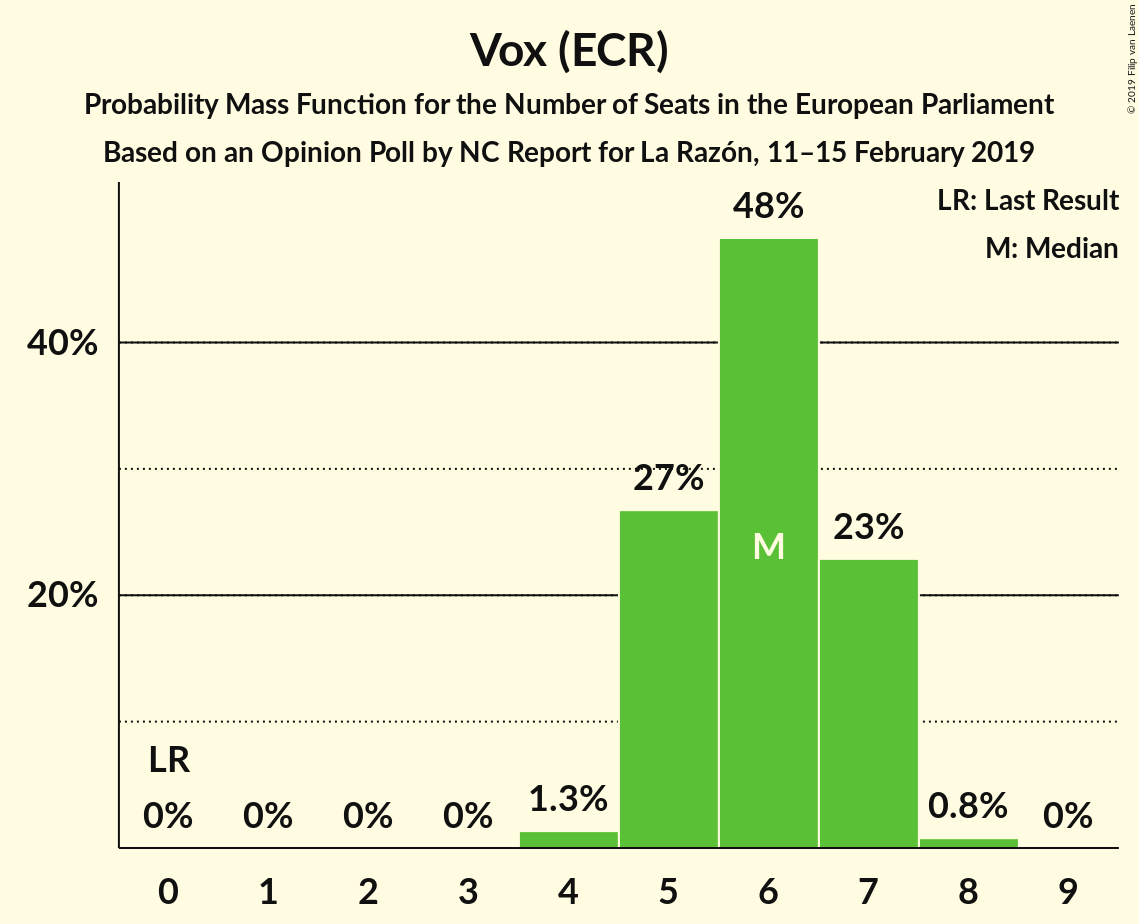 Vox (ECR)
Probability Mass Function for the Number of Seats in the European Parliament
Based on an Opinion Poll by NC Report for La Razón, 11–15 February 2019
© 2019 Filip van Laenen
LR: Last Result
M: Median
48%
40%
27%
23%
M
20%
LR
0% 0% 0% 0% 1.3% 0.8% 0%
0 1 2 3 4 5 6 7 8 9